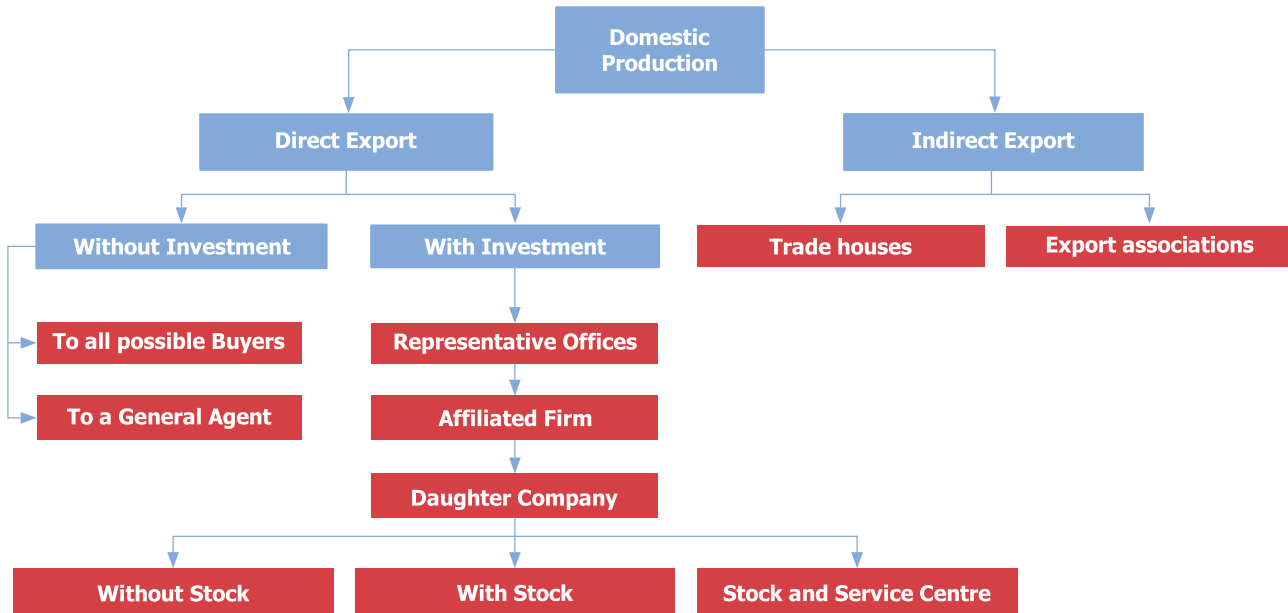 Domestic
Production
Direct Export
Indirect Export
Without Investment
With Investment
Trade houses
Export associations
To all possible Buyers
Representative Offices
To a General Agent
Affiliated Firm
Daughter Company
Without Stock
With Stock
Stock and Service Centre